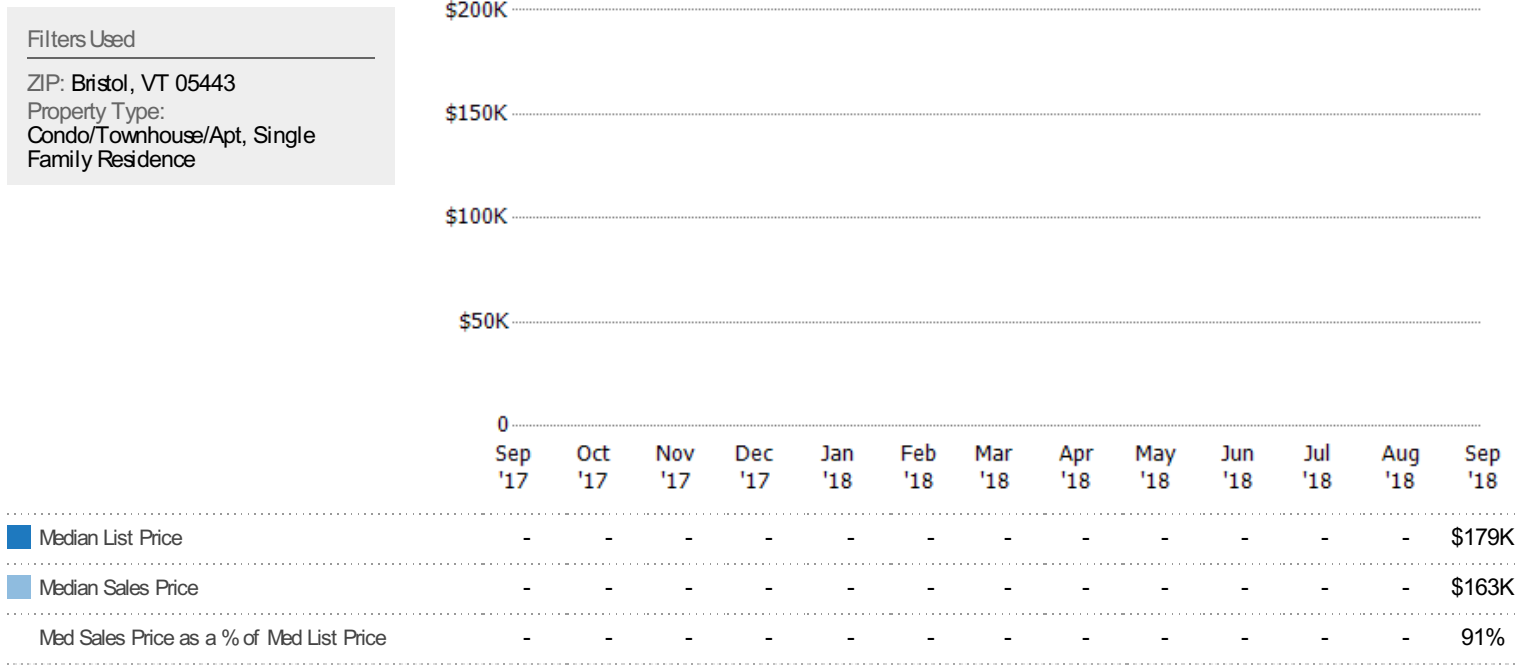 Filters Used
ZIP: Bristol, VT 05443
Property Type:
Condo/Townhouse/Apt, Single
Family Residence
$200K
$150K
$100K
$50K
0
Sep Oct Nov Dec Jan Feb Mar Apr May Jun Jul Aug Sep
'17 '17 '17 '17 '18 '18 '18 '18 '18 '18 '18 '18 '18
Median List Price - - - - - - - - - - - - $179K
Median Sales Price - - - - - - - - - - - - $163K
Med Sales Price as a % of Med List Price - - - - - - - - - - - - 91%